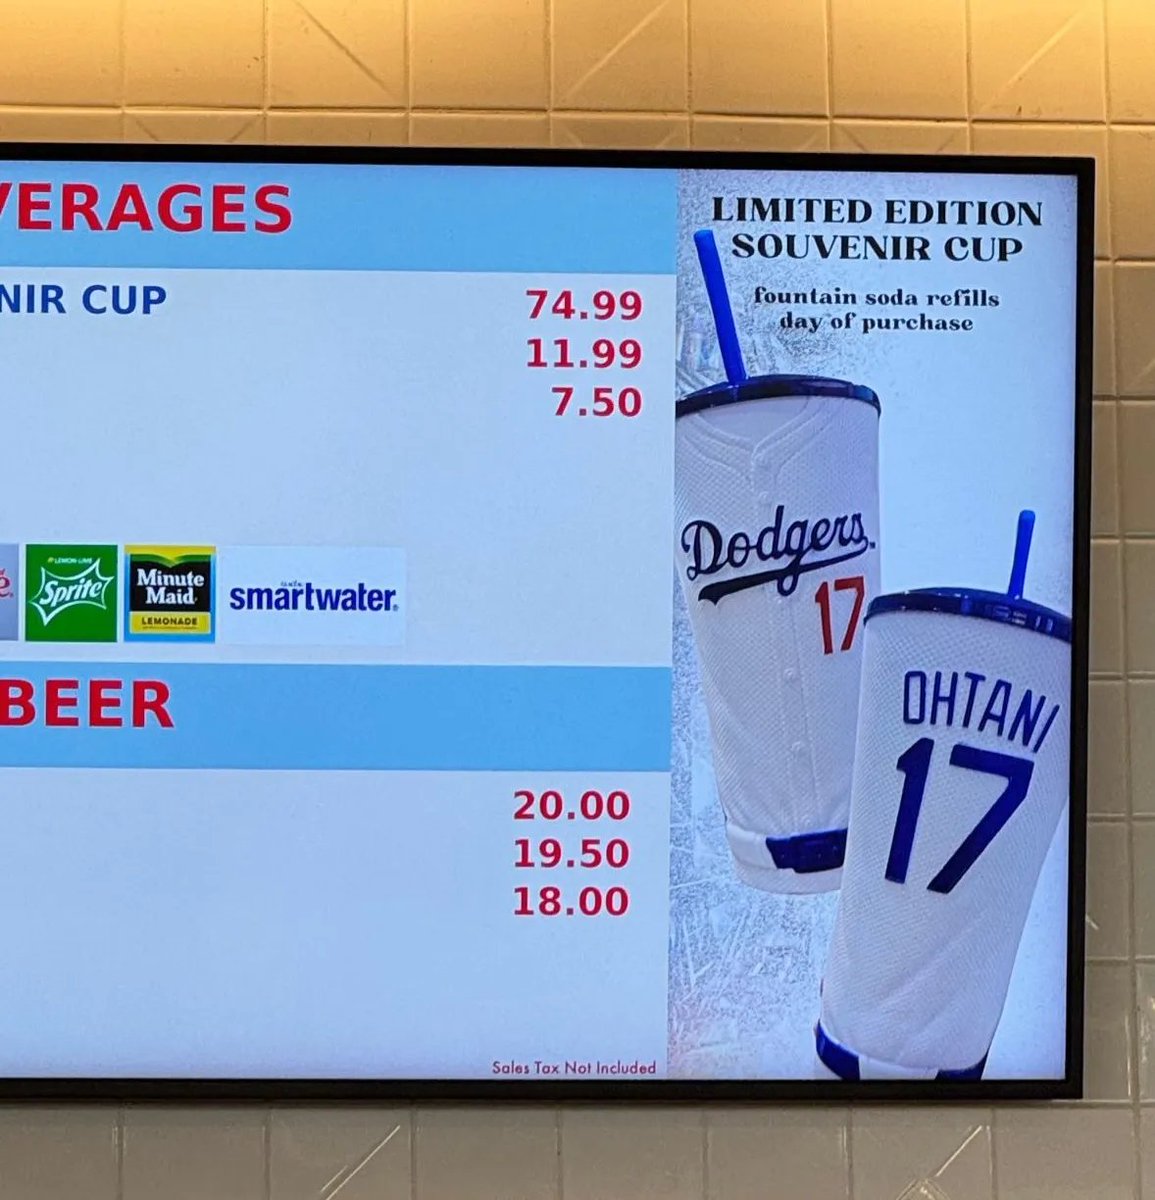 VERAGES
NIR CUP 74.99
11.99
7.50
LEMON-LIME
Sprite
Minute
Maid
LEMONADE
smartwater
BEER
20.00
19.50
18.00
Sales Tax Not Included
LIMITED EDITION
SOUVENIR CUP
fountain soda refills
day of purchase
Dodgers
17
OHTANI
17